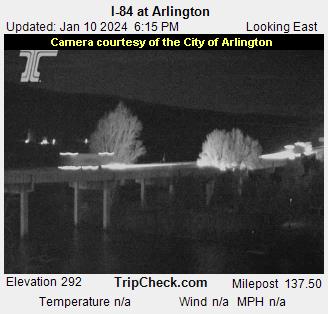 I-84 at Arlington
Updated: Jan 10 2024 6:15 PM Looking East
Camera courtesy of the City of Arlington
Elevation 292 TripCheck.com Milepost 137.50
Temperature n/a Wind n/a MPH n/a